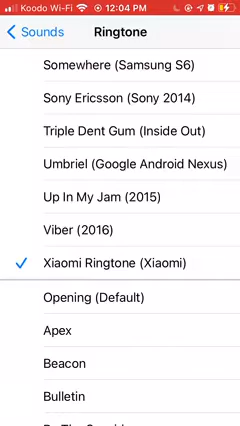 Koodo Wi-Fi 12:04 PM
Sounds Ringtone
Somewhere (Samsung S6)
Sony Ericsson (Sony 2014)
Triple Dent Gum (Inside Out)
Umbriel (Google Android Nexus)
Up In My Jam (2015)
Viber (2016)
Xiaomi Ringtone (Xiaomi)
Opening (Default)
Apex
Beacon
Bulletin